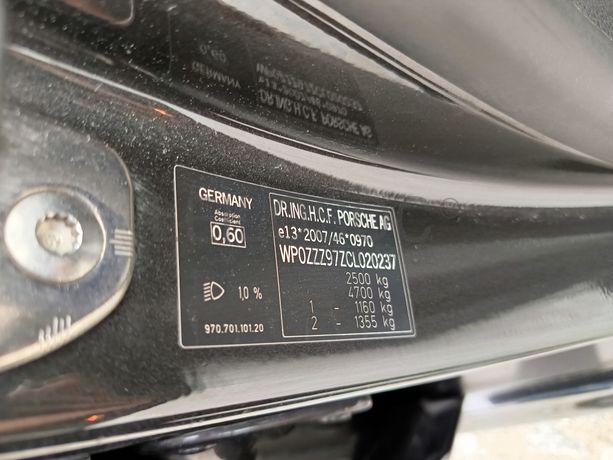 GERMANY
Absorption
Coefficient
0,60
1,0 %
970.701.101.20
DR.ING.H.C.F. PORSCHE AG
e13*2007/46*0970
WP0ZZZ97ZCL020237
2500 kg
4700 kg
1 - 1160 kg
2 - 1355 kg